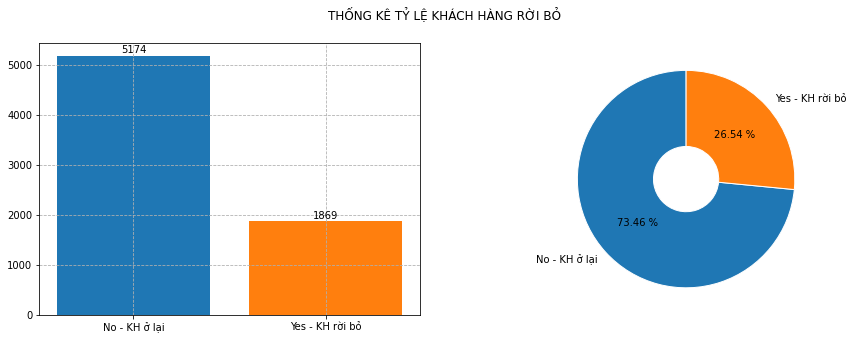 THỐNG KÊ TỶ LỆ KHÁCH HÀNG RỜI BỎ
5174
5000
4000
3000
2000
1000
0
1869
No - KH ở lại
Yes - KH rời bỏ
Yes - KH rời bỏ
26.54 %
73.46 %
No - KH ở lại